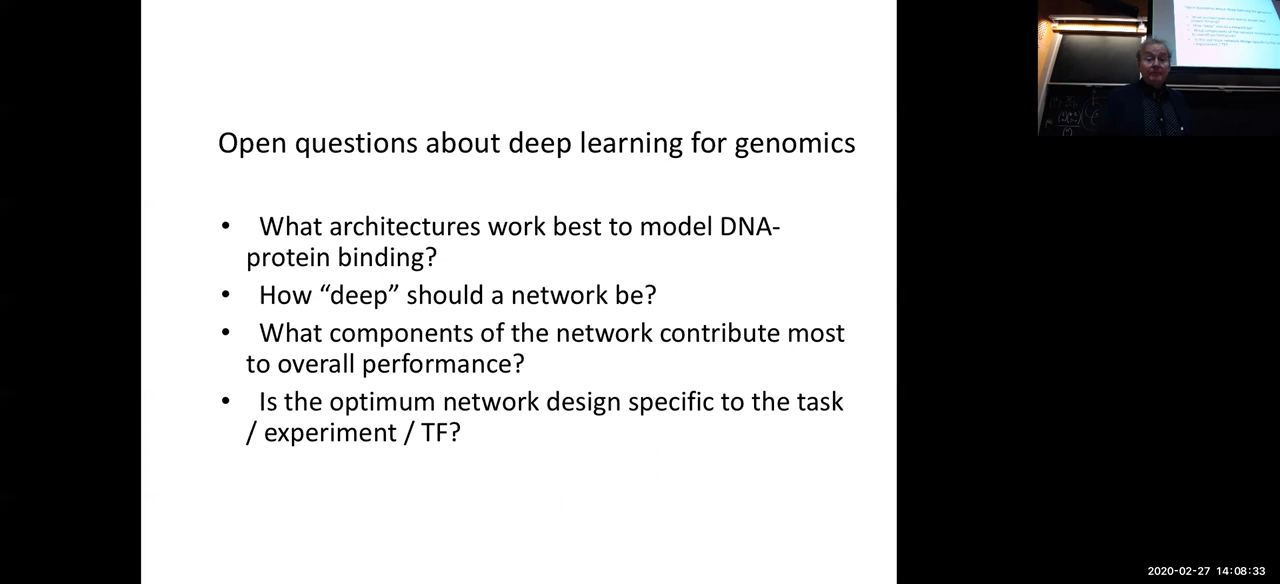 Open questions about deep learning for genomics
• What architectures work best to model DNA-
protein binding?
• How “deep” should a network be?
• What components of the network contribute most
to overall performance?
• Is the optimum network design specific to the task
/ experiment / TF?
2020-02-27 14:08:33